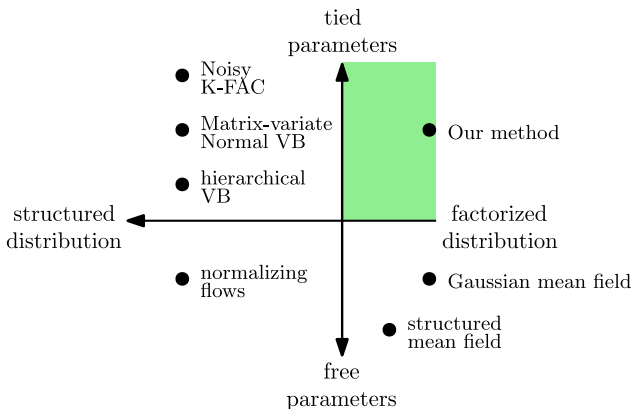 tied
parameters
Noisy
K-FAC
Matrix-variate
Normal VB
Our method
hierarchical
VB
structured
distribution
factorized
distribution
normalizing
flows
Gaussian mean field
structured
mean field
free
parameters